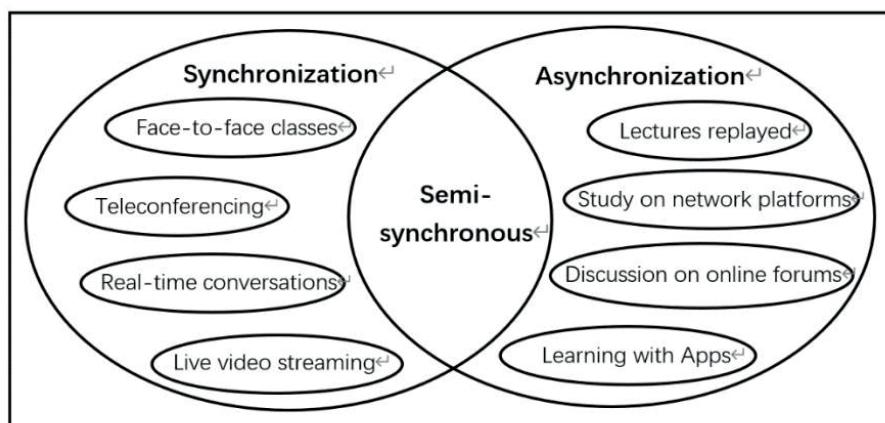 Synchronization
Face-to-face classes
Teleconferencing
Real-time conversations
Live video streaming
Semi-
synchronous
Asynchronization
Lectures replayed
Study on network platforms
Discussion on online forums
Learning with Apps